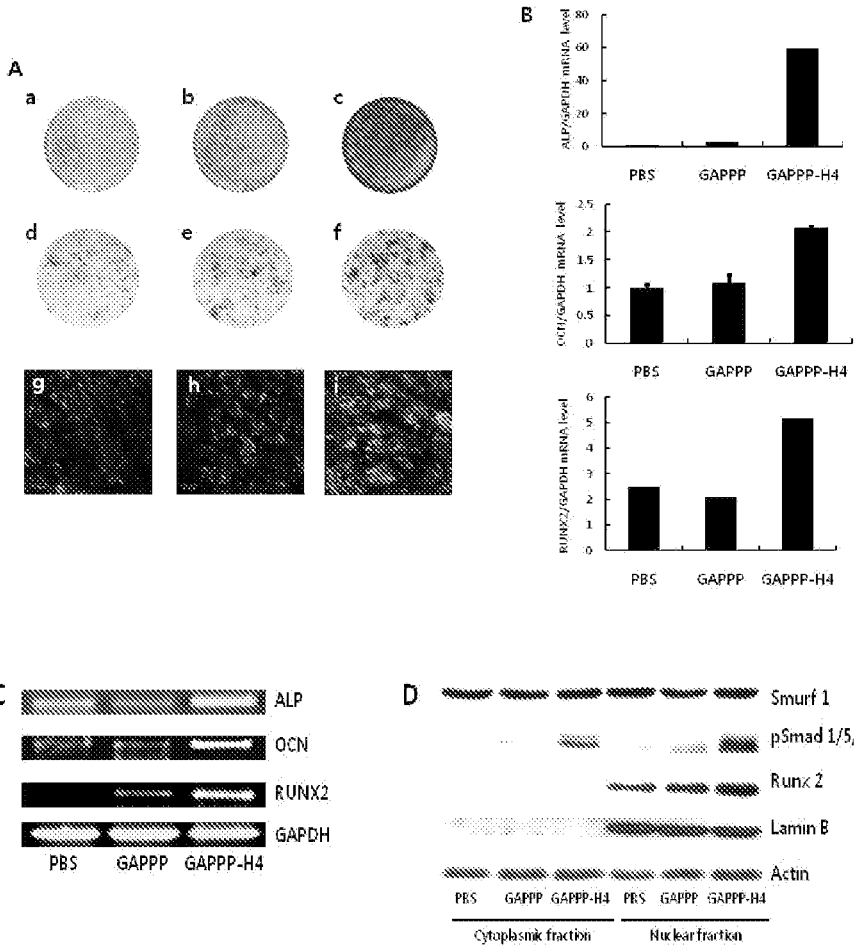 A
a b c
d e f
g h i
B
ALP/GAPDH mRNA level
80
60
40
20
0
PBS GAPPP GAPPP-H4
OCN/GAPDH mRNA level
2.5
2
1.5
1
0.5
0
PBS GAPPP GAPPP-H4
RUNX2/GAPDH mRNA level
6
5
4
3
2
1
0
PBS GAPPP GAPPP-H4
C
ALP
OCN
RUNX2
GAPDH
PBS GAPPP GAPPP-H4
D
Smurf 1
pSmad 1/5,
Runx 2
Lamin B
Actin
PBS GAPPP GAPPP-H4 PBS GAPPP GAPPP-H4
Cytoplasmic fraction Nuclear fraction